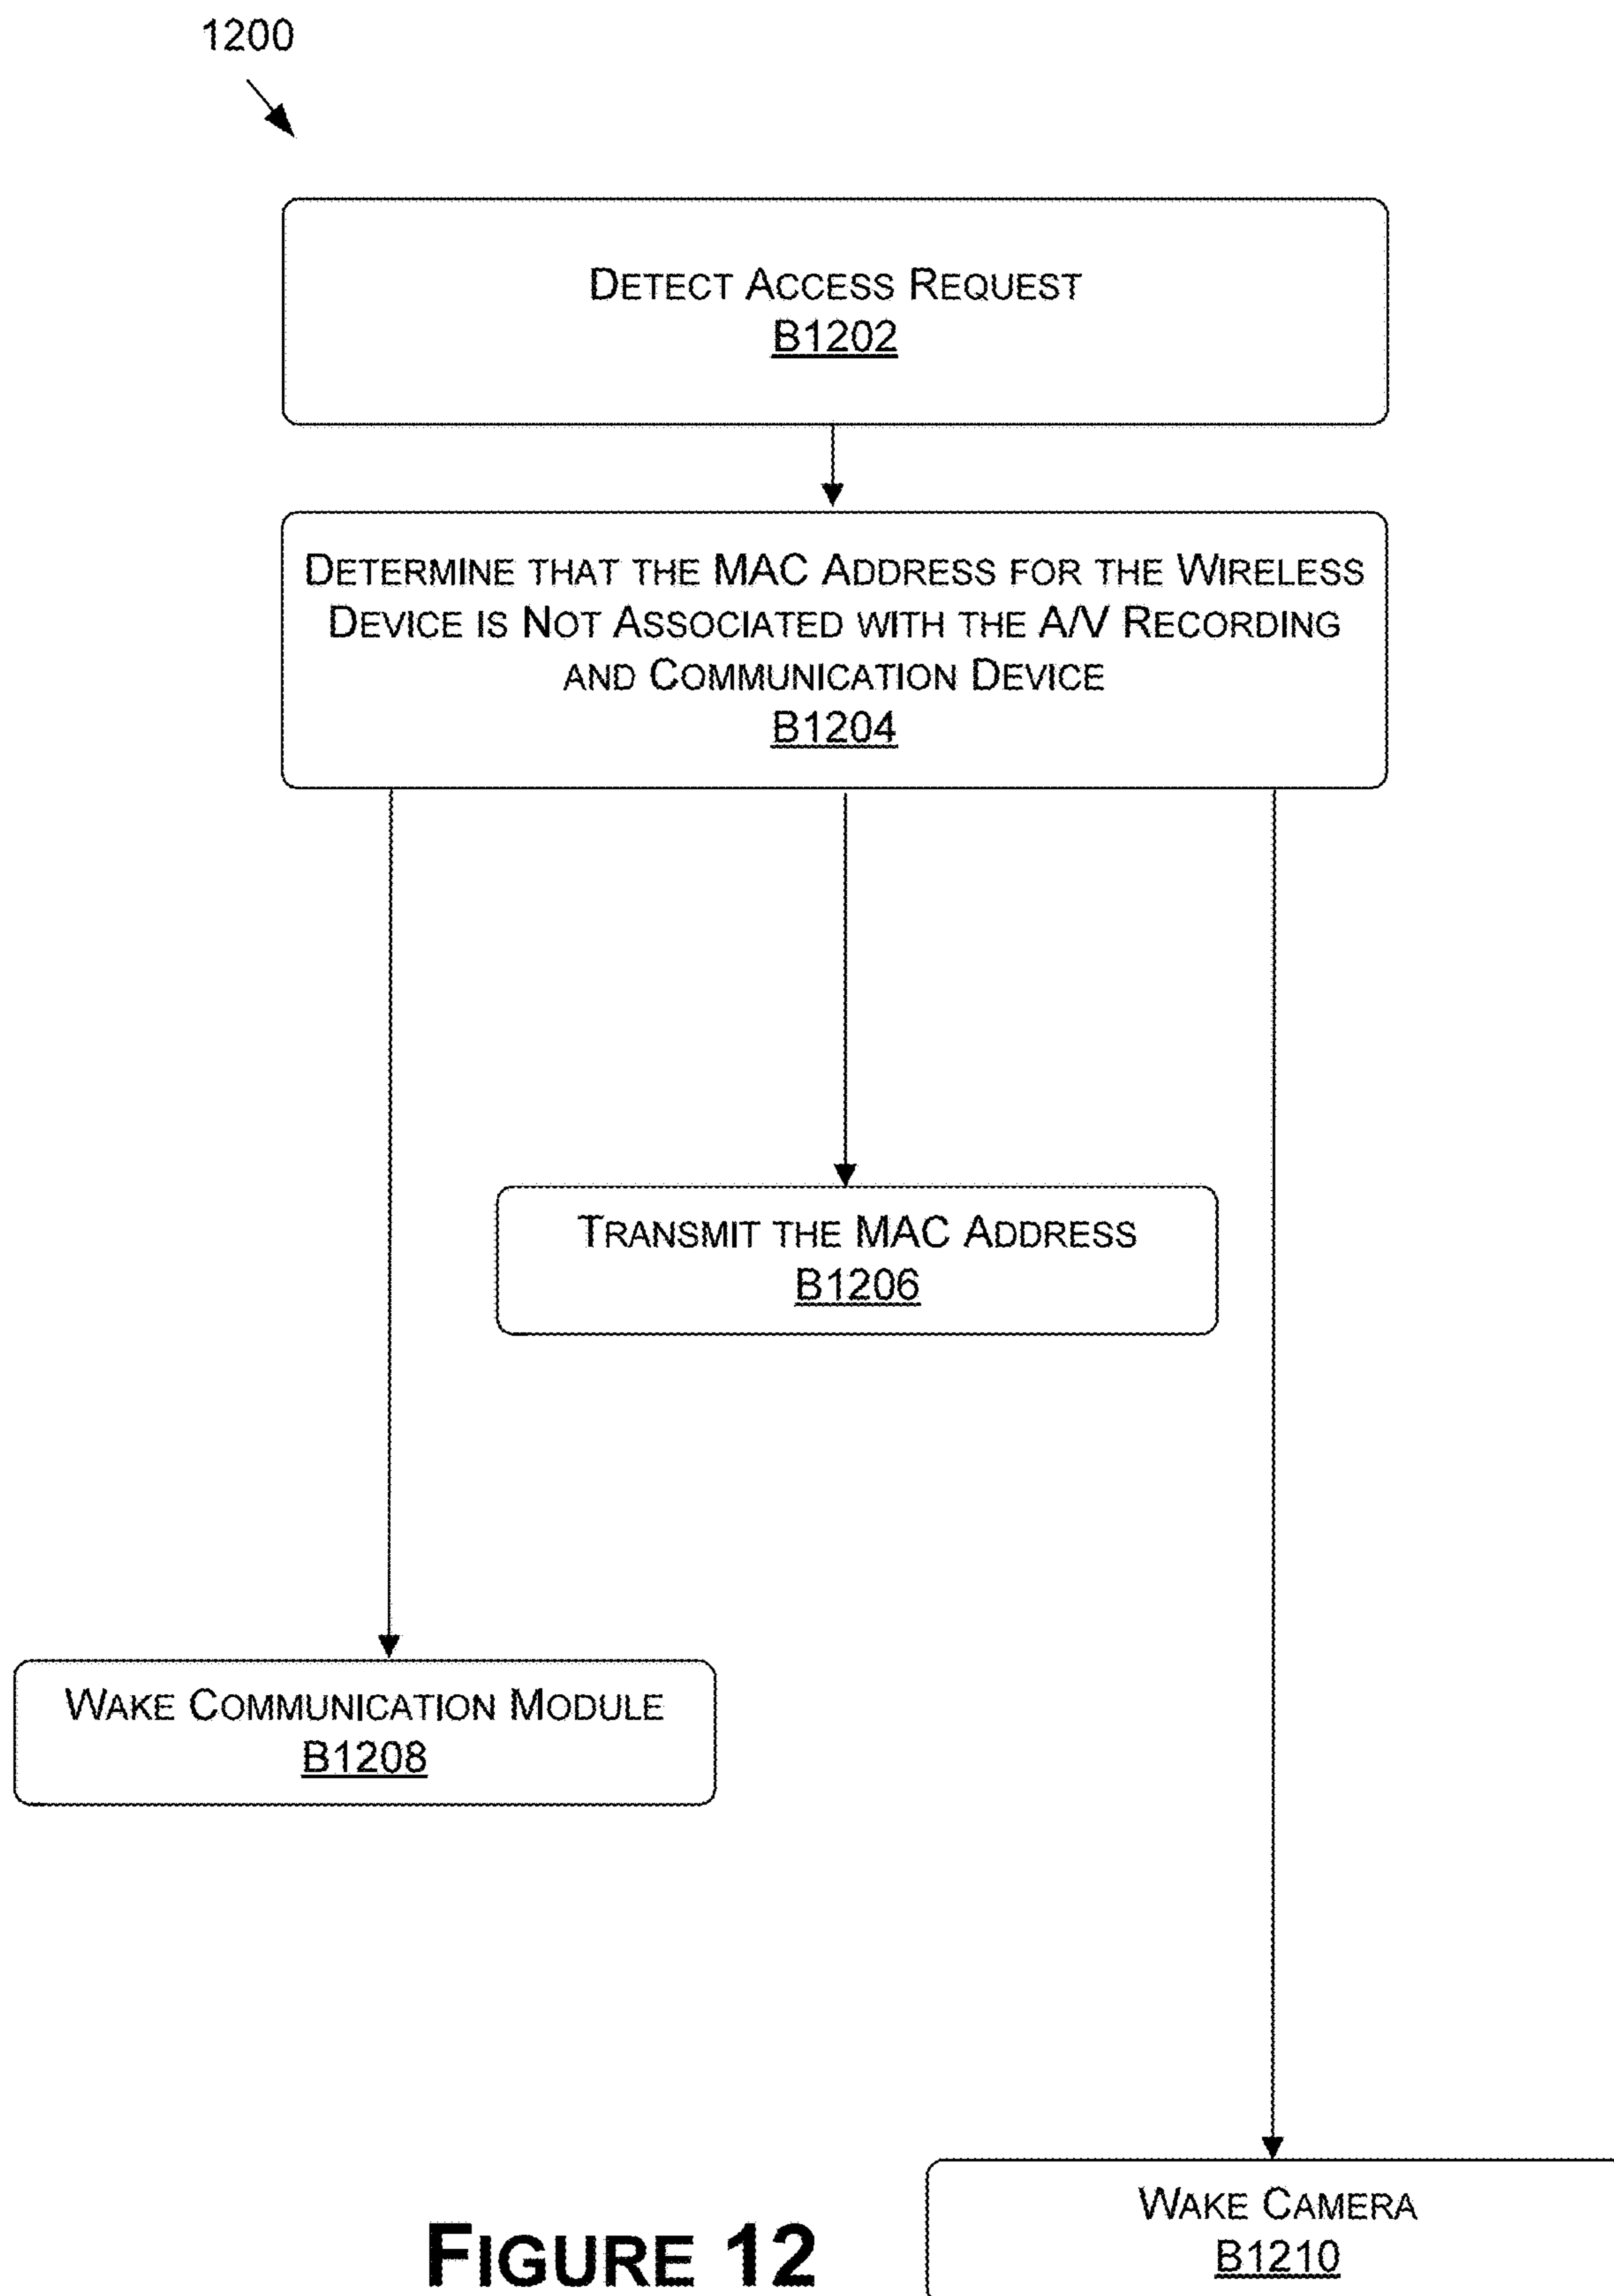 1200
DETECT ACCESS REQUEST
B1202
DETERMINE THAT THE MAC ADDRESS FOR THE WIRELESS
DEVICE IS NOT ASSOCIATED WITH THE A/V RECORDING
AND COMMUNICATION DEVICE
B1204
TRANSMIT THE MAC ADDRESS
B1206
WAKE COMMUNICATION MODULE
B1208
WAKE CAMERA
B1210
FIGURE 12